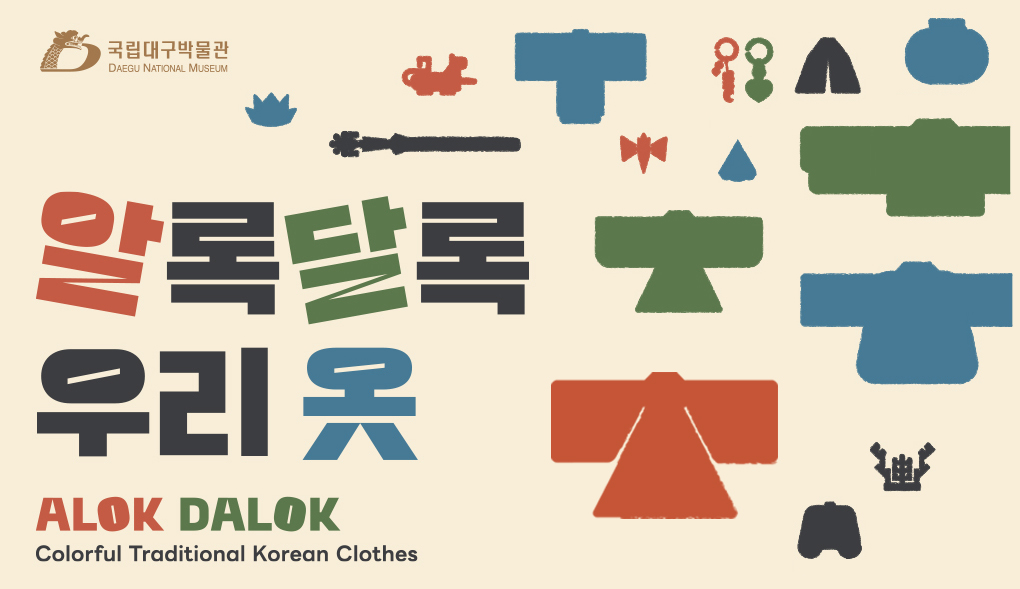 국립대구박물관
DAEGU NATIONAL MUSEUM
알록달록
우리 옷
ALOK DALOK
Colorful Traditional Korean Clothes